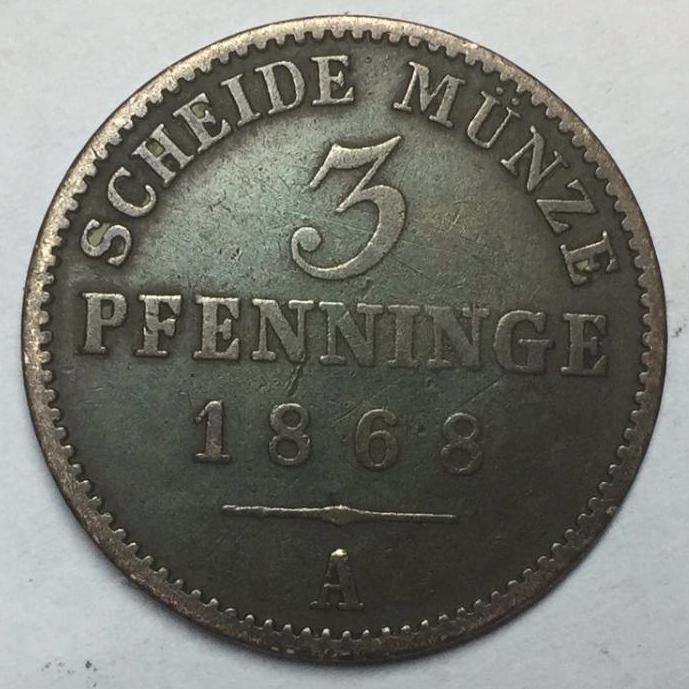 SCHEIDE MÜNZE
3
PFENNINGE
1868
A